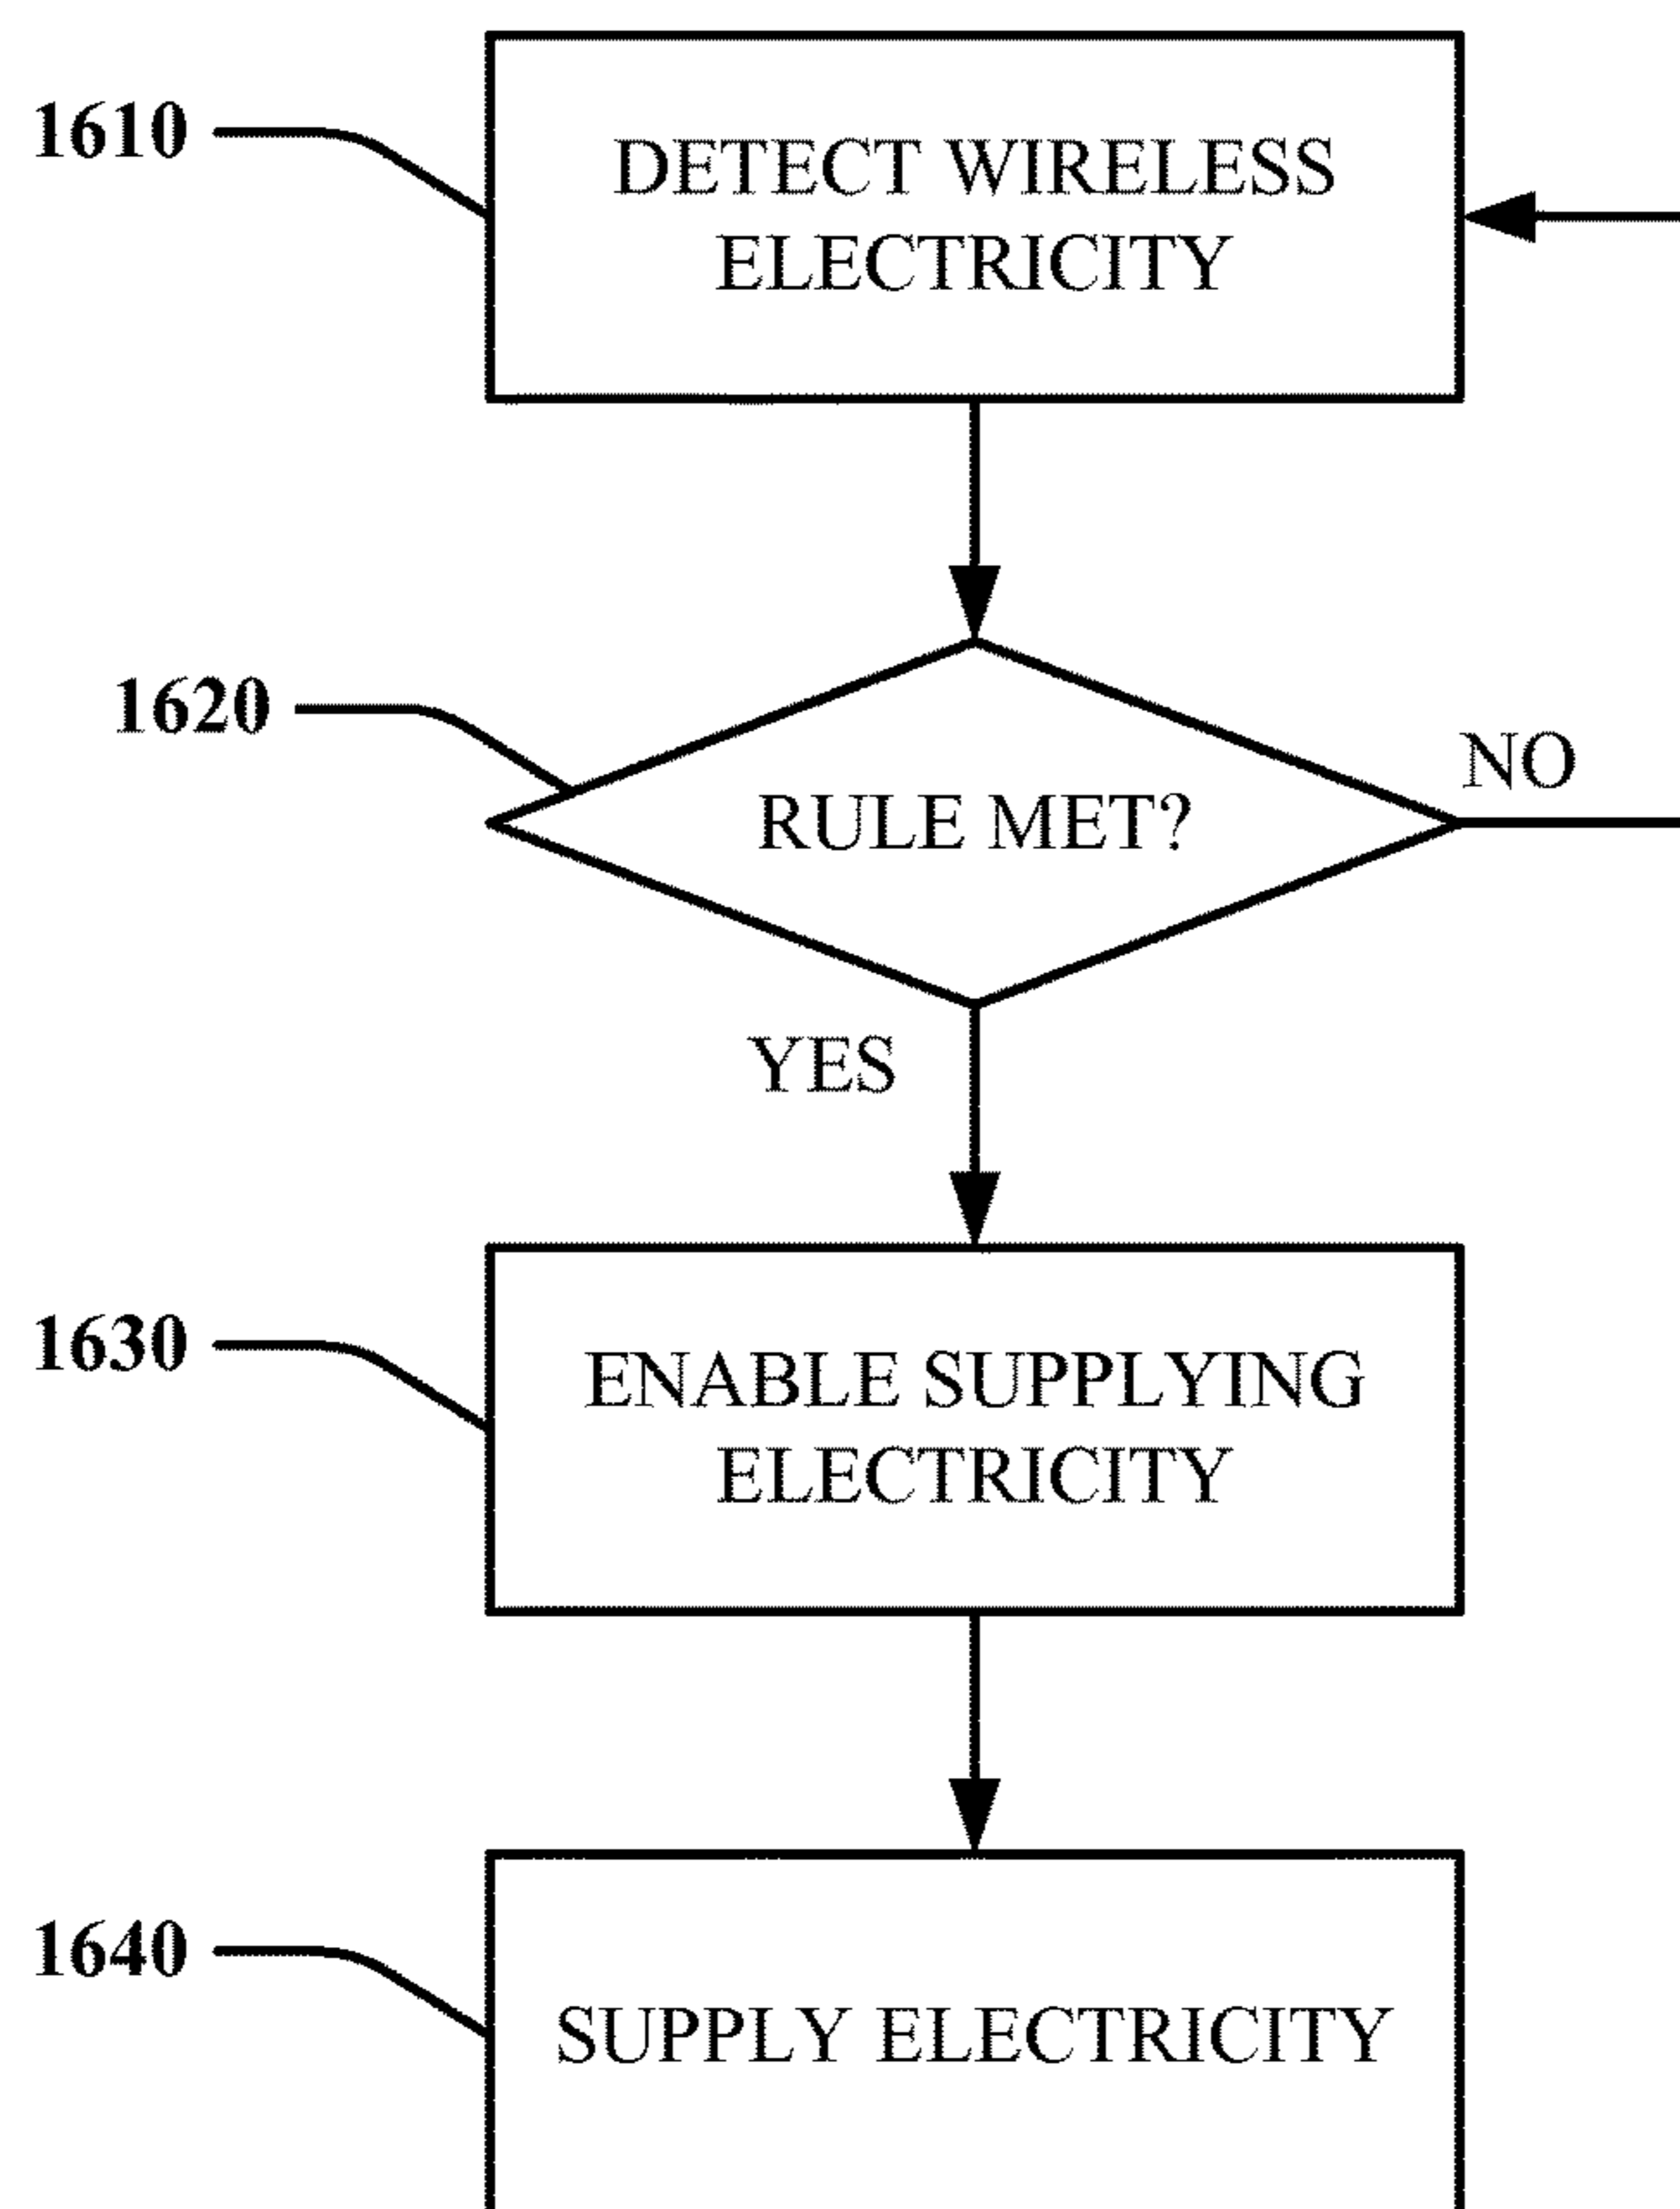 1610
DETECT WIRELESS
ELECTRICITY
1620
RULE MET?
NO
YES
1630
ENABLE SUPPLYING
ELECTRICITY
1640
SUPPLY ELECTRICITY